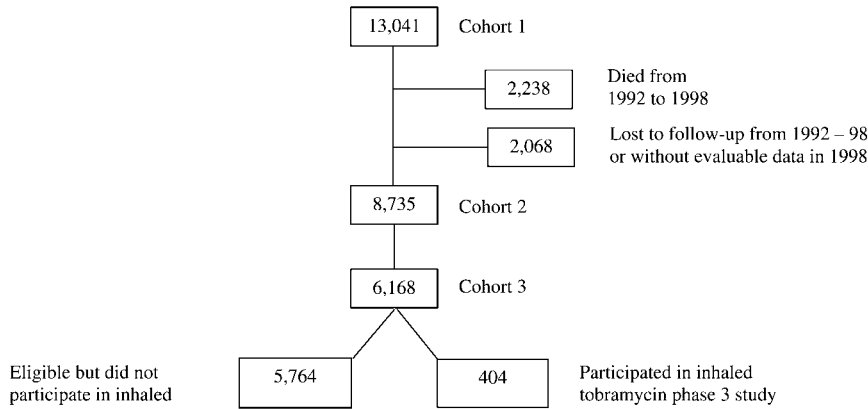 13,041
Cohort 1
2,238
Died from
1992 to 1998
2,068
Lost to follow-up from 1992 – 98
or without evaluable data in 1998
8,735
Cohort 2
6,168
Cohort 3
Eligible but did not
participate in inhaled
5,764
404
Participated in inhaled
tobramycin phase 3 study